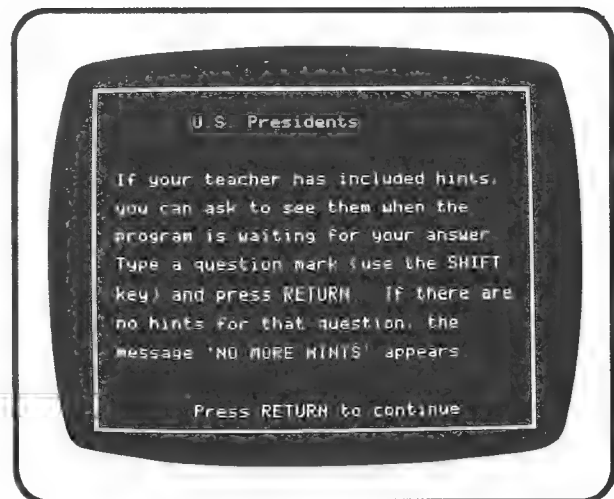 U.S. Presidents
If your teacher has included hints,
you can ask to see them when the
program is waiting for your answer.
Type a question mark (use the SHIFT
key) and press RETURN. If there are
no hints for that question, the
message 'NO MORE HINTS' appears.
Press RETURN to continue